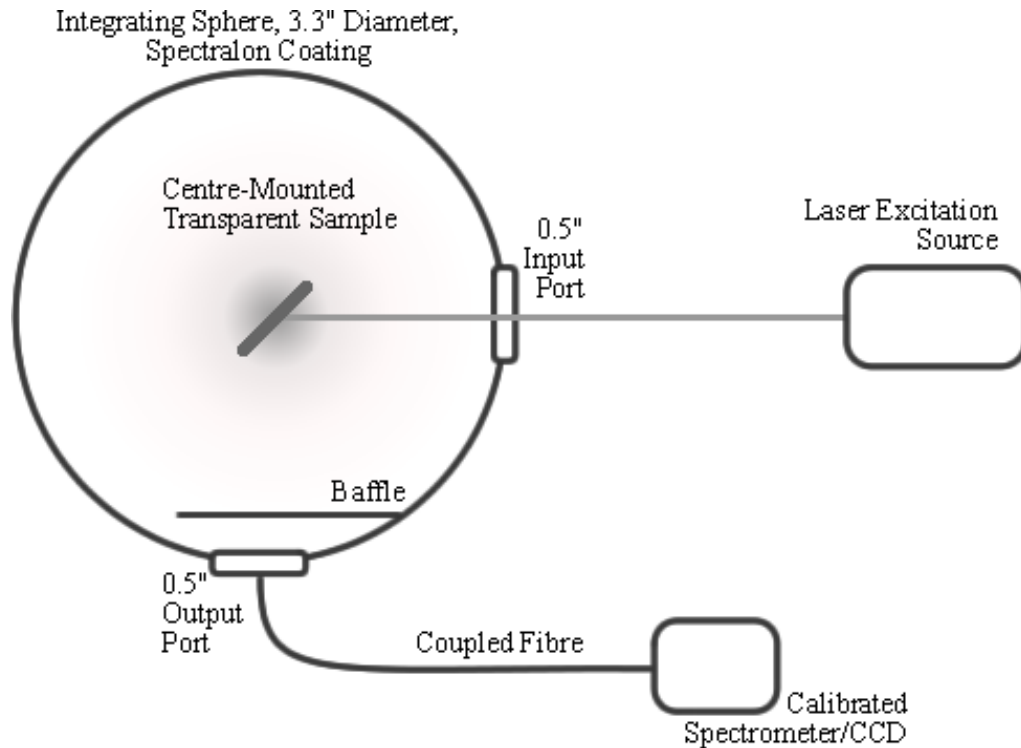 Integrating Sphere, 3.3" Diameter,
Spectralon Coating
Centre-Mounted
Transparent Sample
0.5"
Input
Port
Laser Excitation
Source
Baffle
0.5"
Output
Port
Coupled Fibre
Calibrated
Spectrometer/CCD